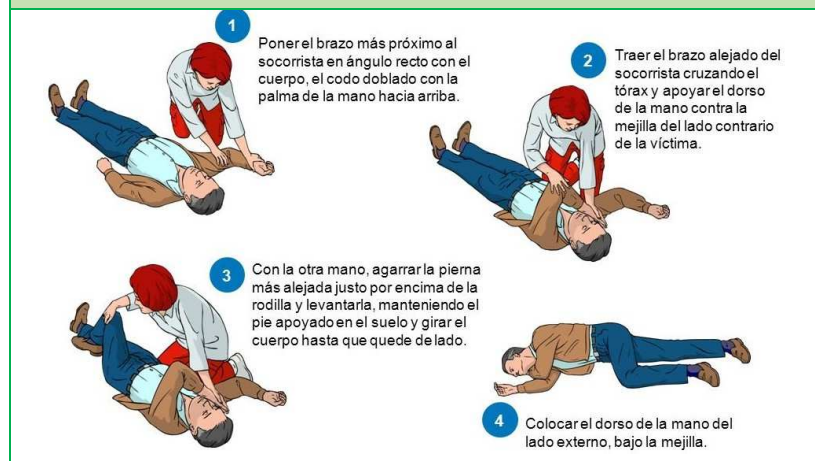 1
Poner el brazo más próximo al
socorrista en ángulo recto con el
cuerpo, el codo doblado con la
palma de la mano hacia arriba.
2
Traer el brazo alejado del
socorrista cruzando el
tórax y apoyar el dorso
de la mano contra la
mejilla del lado contrario
de la víctima.
3
Con la otra mano, agarrar la pierna
más alejada justo por encima de la
rodilla y levantarla, manteniendo el
pie apoyado en el suelo y girar el
cuerpo hasta que quede de lado.
4
Colocar el dorso de la mano del
lado externo, bajo la mejilla.